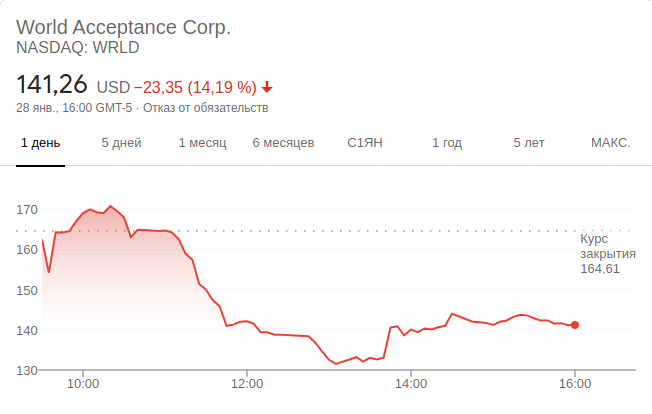 World Acceptance Corp.
NASDAQ: WRLD
141,26 USD −23,35 (14,19 %)
28 янв., 16:00 GMT-5 · Отказ от обязательств
1 день 5 дней 1 месяц 6 месяцев С1ЯН 1 год 5 лет МАКС.
170
Курс
закрытия
164,61
160
150
140
130
10:00 12:00 14:00 16:00